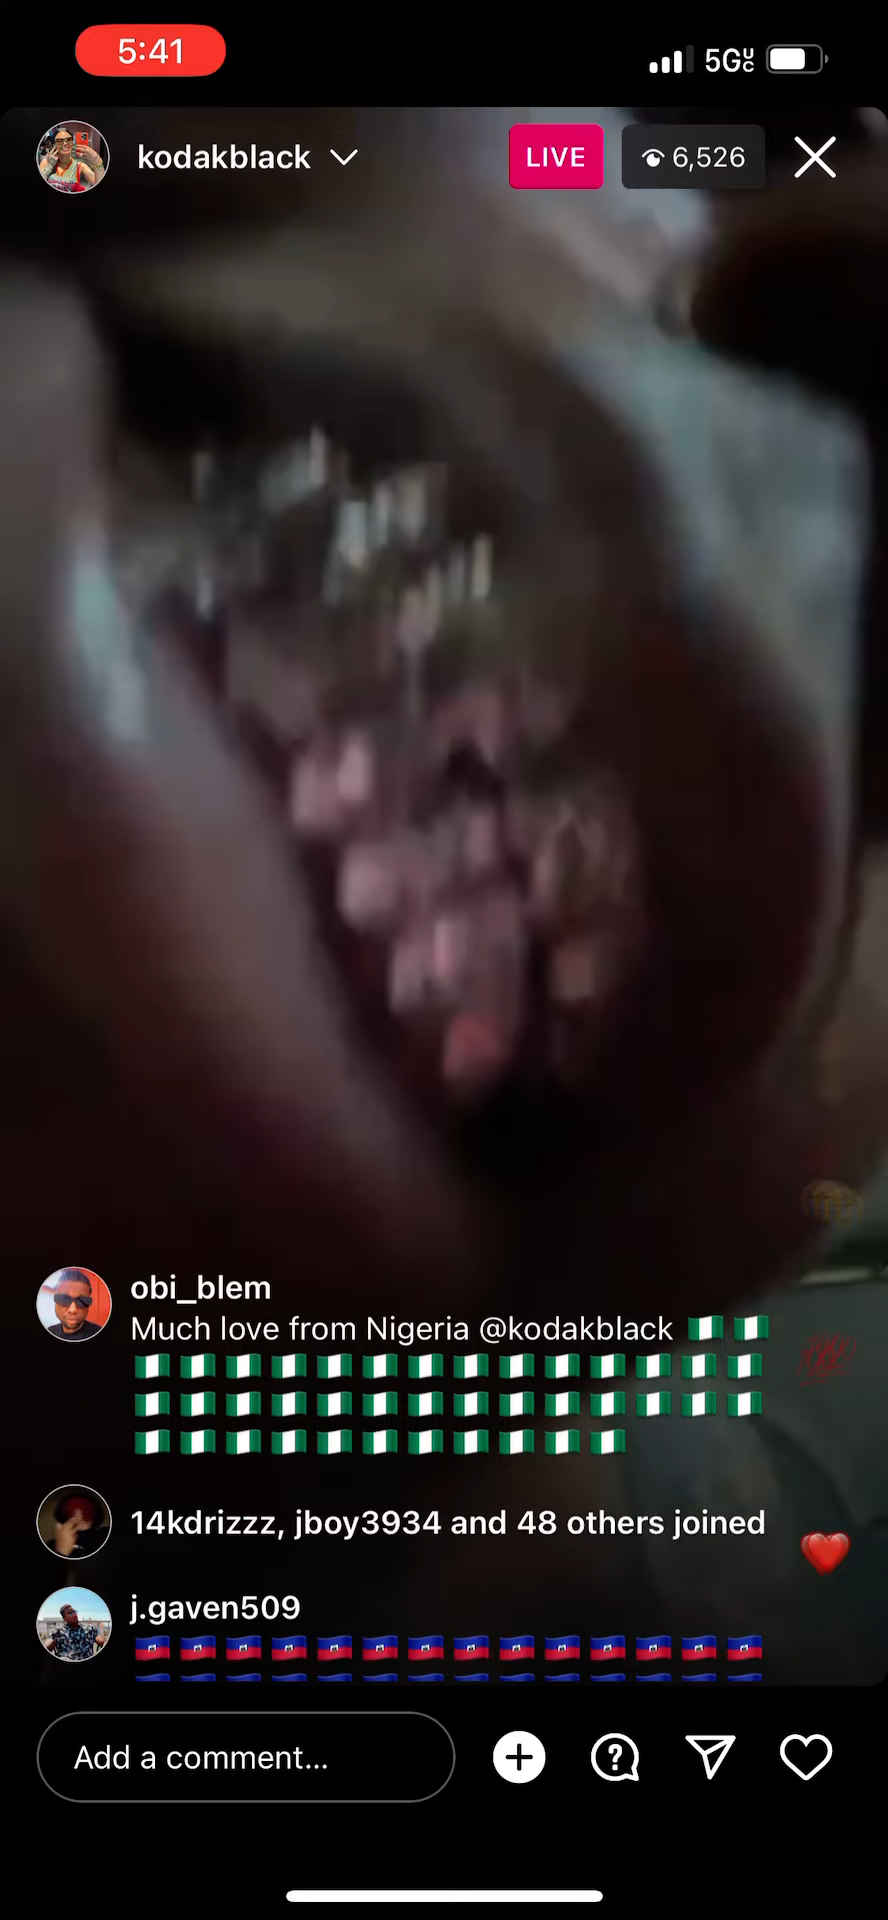 5:41
5GUC
kodakblack
LIVE
6,526
obi_blem
Much love from Nigeria @kodakblack 🇳🇬🇳🇬
🇳🇬🇳🇬🇳🇬🇳🇬🇳🇬🇳🇬🇳🇬🇳🇬🇳🇬🇳🇬🇳🇬🇳🇬🇳🇬🇳🇬
🇳🇬🇳🇬🇳🇬🇳🇬🇳🇬🇳🇬🇳🇬🇳🇬🇳🇬🇳🇬🇳🇬🇳🇬🇳🇬🇳🇬
🇳🇬🇳🇬🇳🇬🇳🇬🇳🇬🇳🇬🇳🇬🇳🇬🇳🇬🇳🇬🇳🇬
14kdrizzz, jboy3934 and 48 others joined
j.gaven509
🇭🇹🇭🇹🇭🇹🇭🇹🇭🇹🇭🇹🇭🇹🇭🇹🇭🇹🇭🇹🇭🇹🇭🇹🇭🇹🇭🇹
Add a comment...